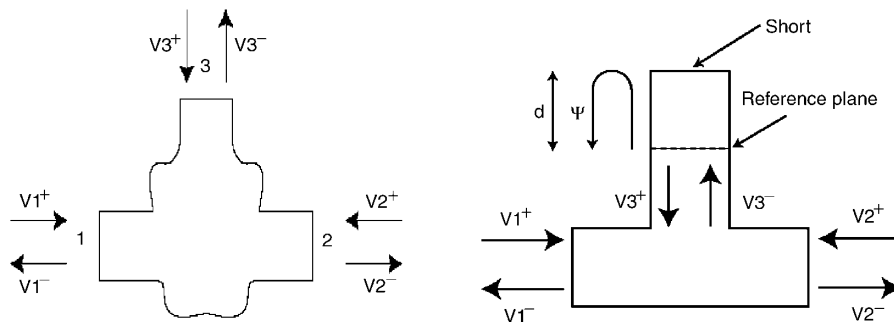 V3⁺
V3⁻
3
V1⁺
1
V1⁻
V2⁺
2
V2⁻
Short
Reference plane
d
Ψ
V3⁺
V3⁻
V1⁺
V1⁻
V2⁺
V2⁻